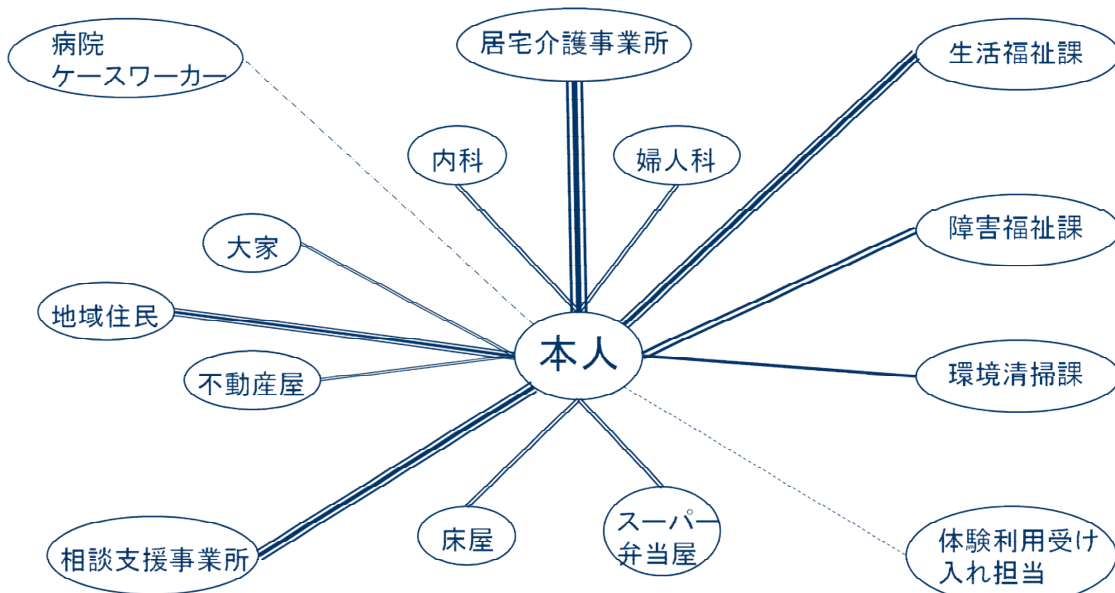 病院
ケースワーカー
居宅介護事業所
生活福祉課
内科
婦人科
大家
障害福祉課
地域住民
本人
不動産屋
環境清掃課
相談支援事業所
床屋
スーパー
弁当屋
体験利用受け
入れ担当